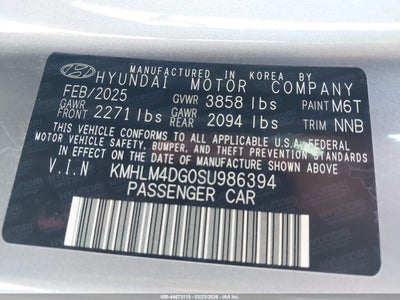 MANUFACTURED IN KOREA BY
HYUNDAI MOTOR COMPANY
FEB/2025 GVWR 3858 lbs PAINT M6T
GAWR FRONT 2271 lbs GAWR REAR 2094 lbs TRIM NNB
THIS VEHICLE CONFORMS TO ALL APPLICABLE U.S.A. FEDERAL
MOTOR VEHICLE SAFETY, BUMPER, AND THEFT PREVENTION STANDARDS
IN EFFECT ON THE DATE OF MANUFACTURE SHOWN ABOVE.
V.I.N KMHLM4DG0SU986394
PASSENGER CAR